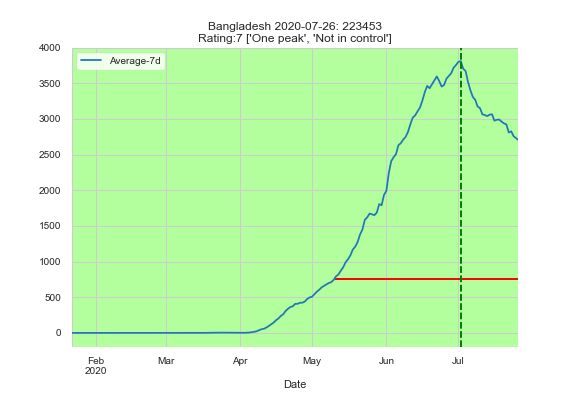 Bangladesh 2020-07-26: 223453
Rating:7 ['One peak', 'Not in control']
Average-7d
4000
3500
3000
2500
2000
1500
1000
500
0
Feb
2020
Mar
Apr
May
Jun
Jul
Date